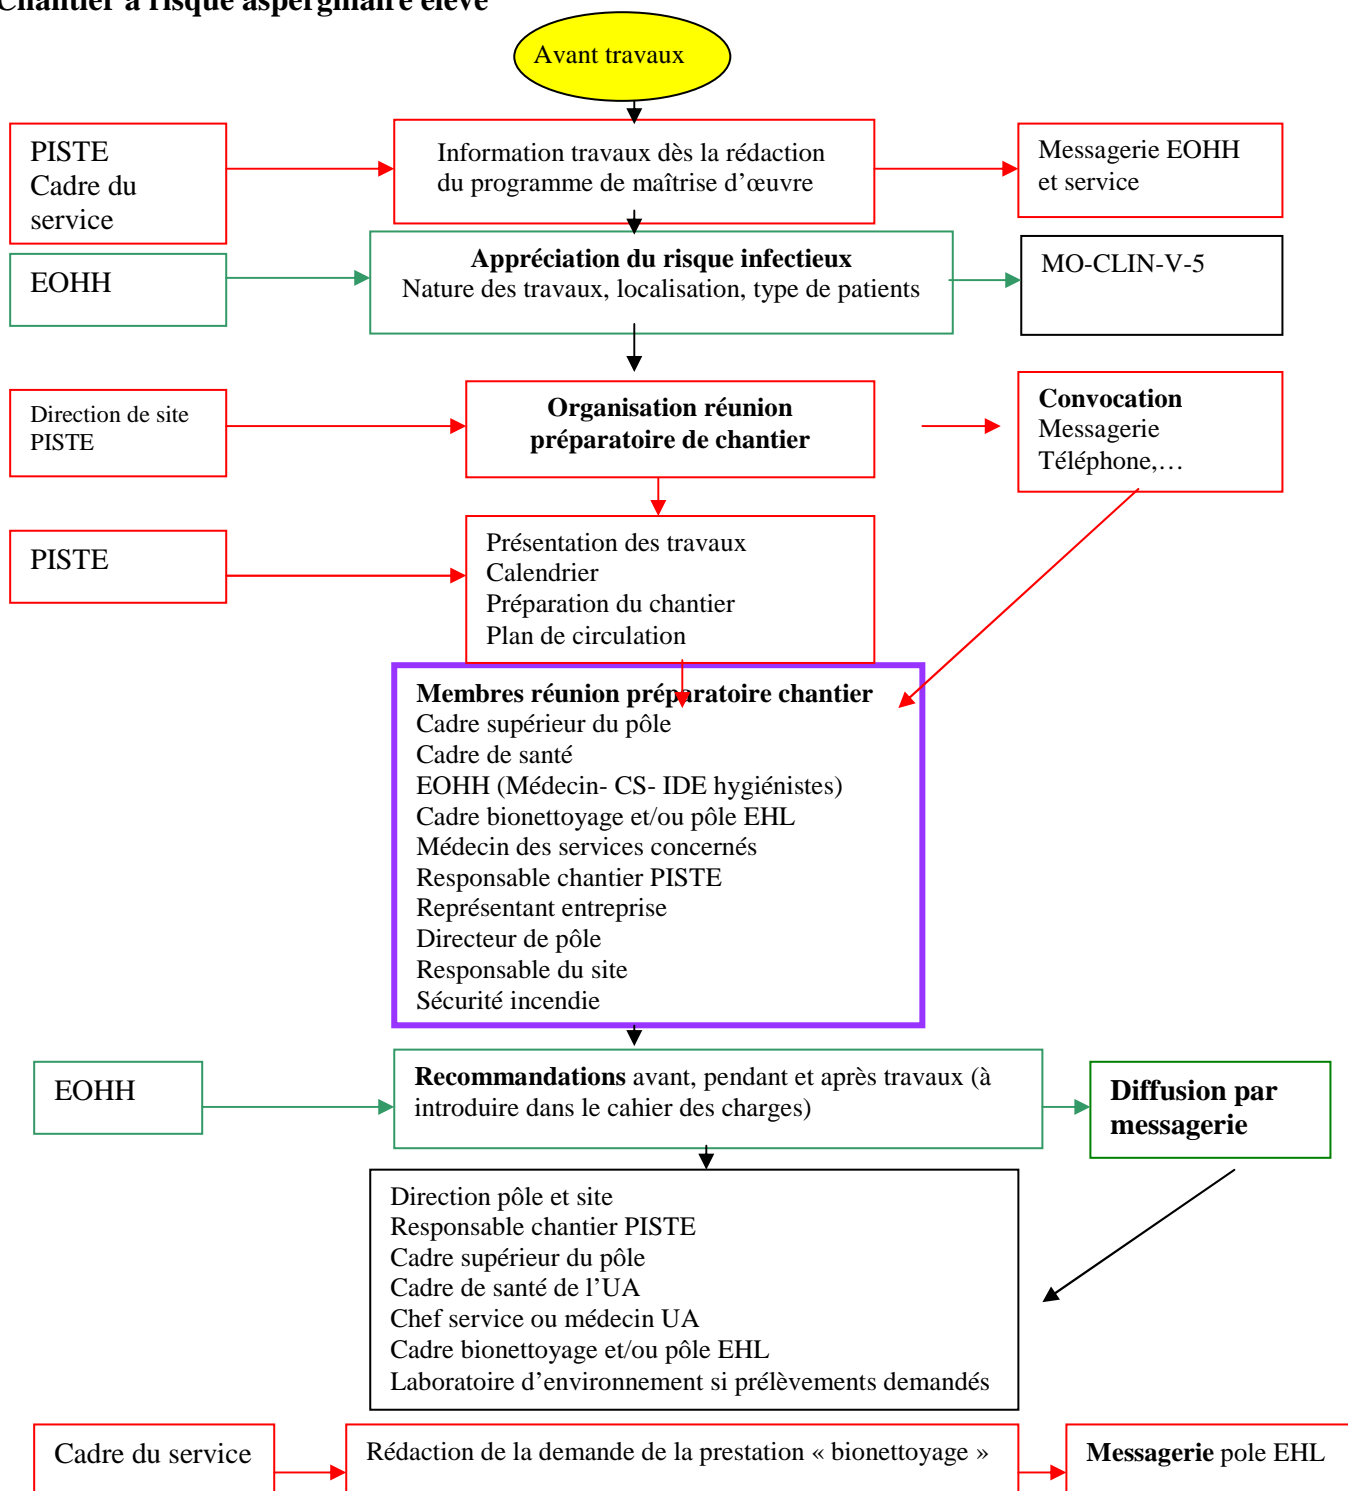 Chantier à risque aspergillaire élevé
Avant travaux
PISTE
Cadre du
service
Information travaux dès la rédaction
du programme de maîtrise d’œuvre
Messagerie EOHH
et service
EOHH
Appréciation du risque infectieux
Nature des travaux, localisation, type de patients
MO-CLIN-V-5
Direction de site
PISTE
Organisation réunion
préparatoire de chantier
Convocation
Messagerie
Téléphone,…
PISTE
Présentation des travaux
Calendrier
Préparation du chantier
Plan de circulation
Membres réunion préparatoire chantier
Cadre supérieur du pôle
Cadre de santé
EOHH (Médecin- CS- IDE hygiénistes)
Cadre bionettoyage et/ou pôle EHL
Médecin des services concernés
Responsable chantier PISTE
Représentant entreprise
Directeur de pôle
Responsable du site
Sécurité incendie
EOHH
Recommandations avant, pendant et après travaux (à
introduire dans le cahier des charges)
Diffusion par
messagerie
Direction pôle et site
Responsable chantier PISTE
Cadre supérieur du pôle
Cadre de santé de l’UA
Chef service ou médecin UA
Cadre bionettoyage et/ou pôle EHL
Laboratoire d’environnement si prélèvements demandés
Cadre du service
Rédaction de la demande de la prestation « bionettoyage »
Messagerie pole EHL